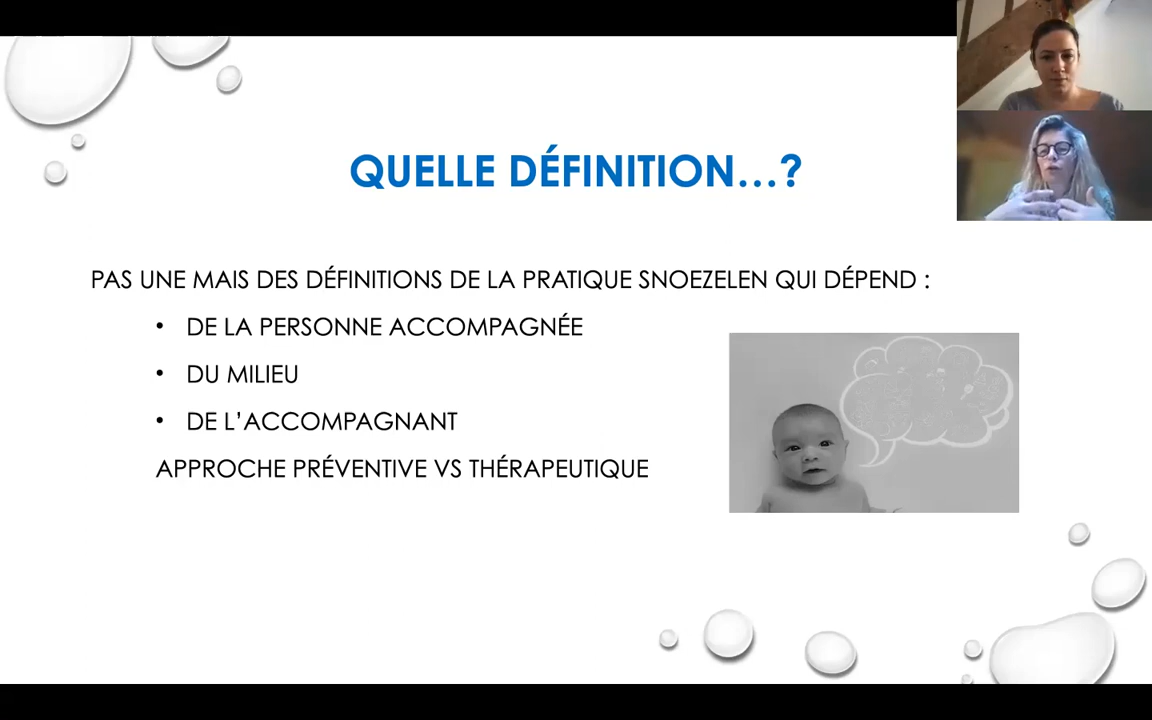 QUELLE DÉFINITION...?
PAS UNE MAIS DES DÉFINITIONS DE LA PRATIQUE SNOEZELEN QUI DÉPEND :
• DE LA PERSONNE ACCOMPAGNÉE
• DU MILIEU
• DE L'ACCOMPAGNANT
APPROCHE PRÉVENTIVE VS THÉRAPEUTIQUE